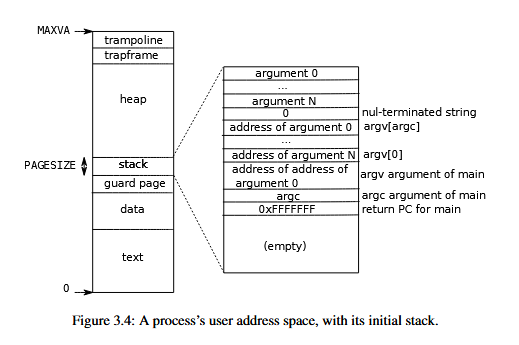 MAXVA
trampoline
trapframe
heap
PAGESIZE
stack
guard page
data
text
0
argument 0
...
argument N
0
nul-terminated string
address of argument 0
argv[argc]
...
address of argument N
argv[0]
address of address of
argument 0
argv argument of main
argc
argc argument of main
0xFFFFFFF
return PC for main
(empty)
Figure 3.4: A process’s user address space, with its initial stack.